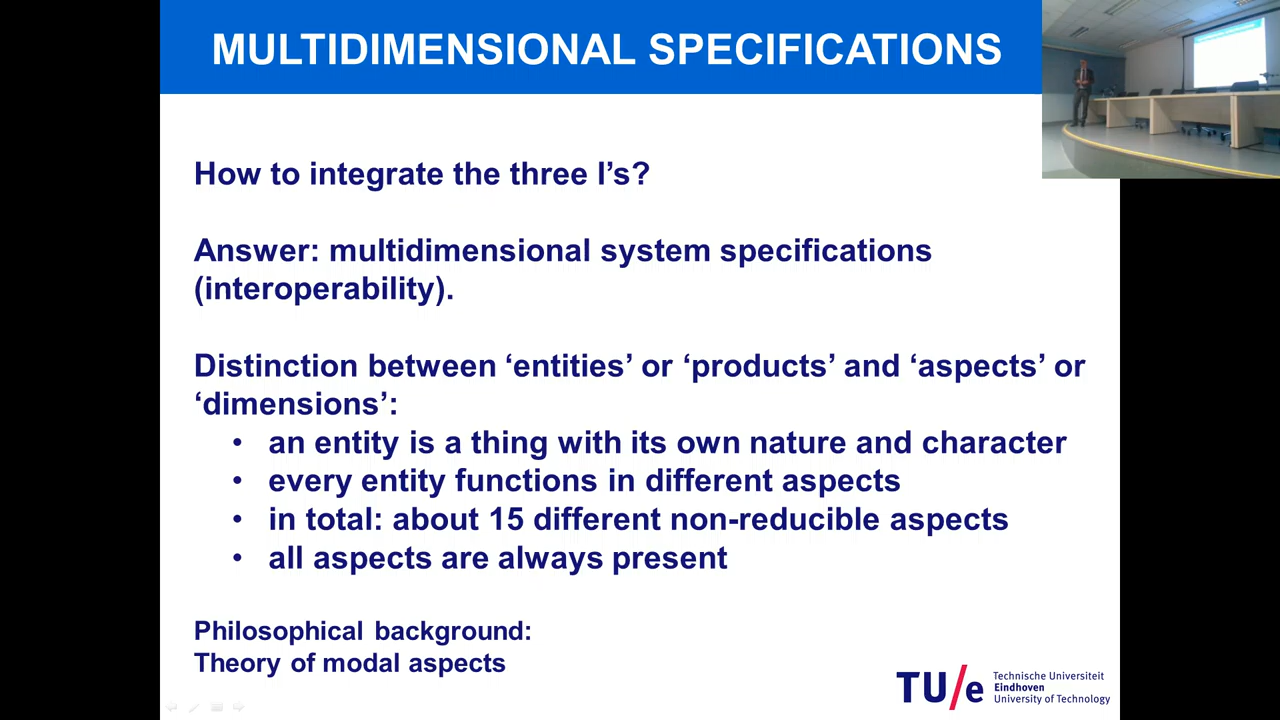 MULTIDIMENSIONAL SPECIFICATIONS
How to integrate the three I’s?
Answer: multidimensional system specifications
(interoperability).
Distinction between ‘entities’ or ‘products’ and ‘aspects’ or
‘dimensions’:
• an entity is a thing with its own nature and character
• every entity functions in different aspects
• in total: about 15 different non-reducible aspects
• all aspects are always present
Philosophical background:
Theory of modal aspects
TU/e
Technische Universiteit
Eindhoven
University of Technology